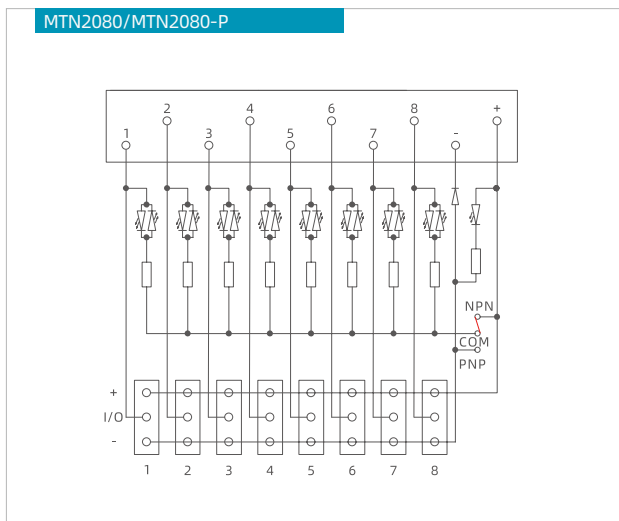 MTN2080/MTN2080-P
2 4 6 8 +
1 3 5 7 -
NPN
COM
PNP
+
I/O
-
1 2 3 4 5 6 7 8